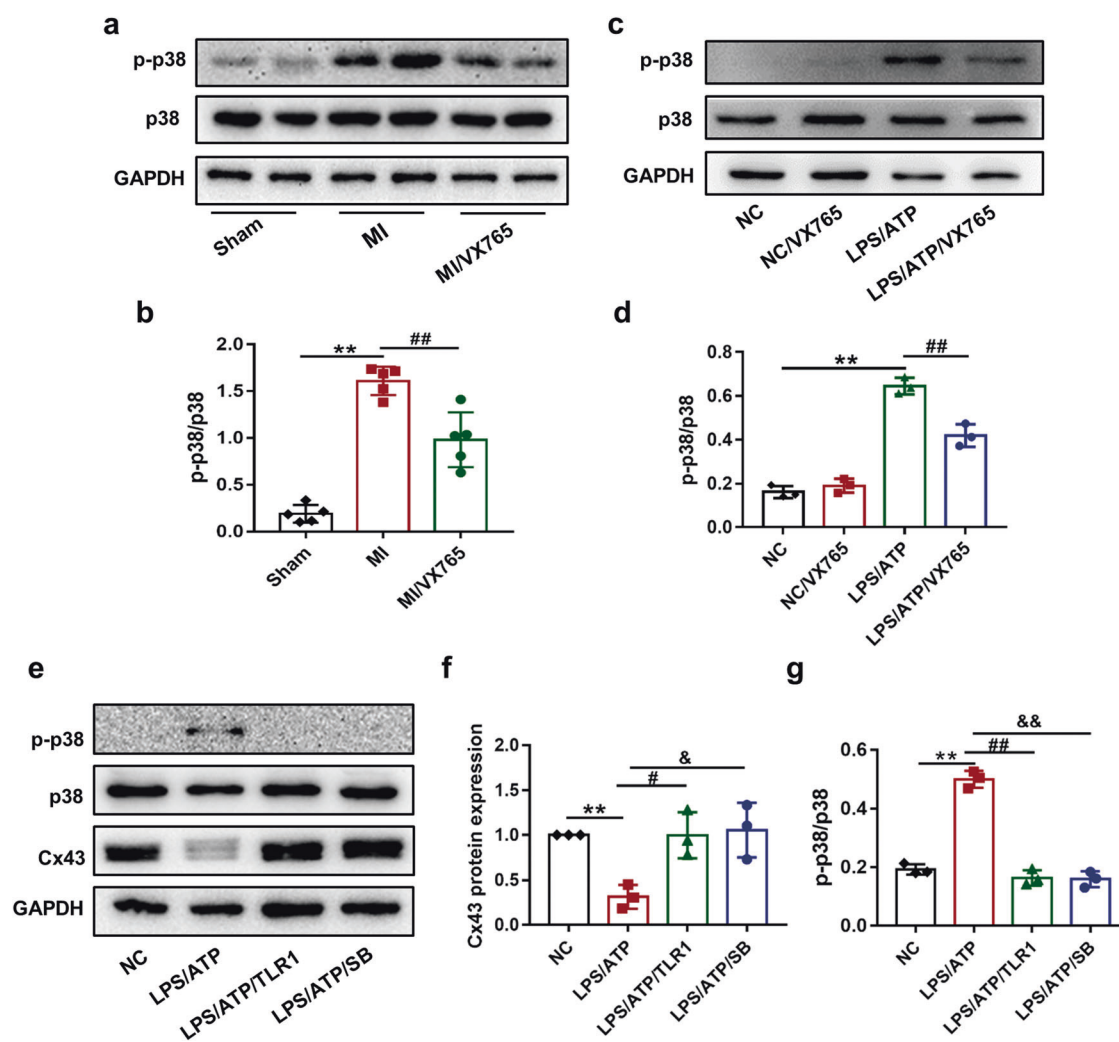 a
p-p38
p38
GAPDH
Sham
MI
MI/VX765
c
p-p38
p38
GAPDH
NC
NC/VX765
LPS/ATP
LPS/ATP/VX765
b
p-p38/p38
2.0
1.5
1.0
0.5
0.0
**
##
Sham
MI
MI/VX765
d
p-p38/p38
0.8
0.6
0.4
0.2
0.0
**
##
NC
NC/VX765
LPS/ATP
LPS/ATP/VX765
e
p-p38
p38
Cx43
GAPDH
NC
LPS/ATP
LPS/ATP/TLR1
LPS/ATP/SB
f
Cx43 protein expression
2.0
1.5
1.0
0.5
0.0
**
#
&
NC
LPS/ATP
LPS/ATP/TLR1
LPS/ATP/SB
g
p-p38/p38
0.6
0.4
0.2
0.0
**
##
&&
NC
LPS/ATP
LPS/ATP/TLR1
LPS/ATP/SB